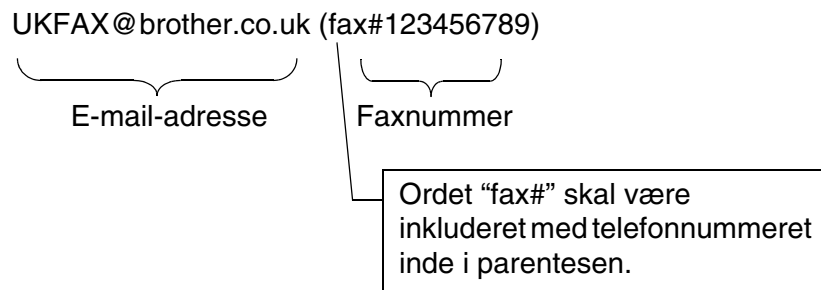 UKFAX@brother.co.uk (fax#123456789)
E-mail-adresse Faxnummer
Ordet “fax#” skal være
inkluderet med telefonnummeret
inde i parentesen.